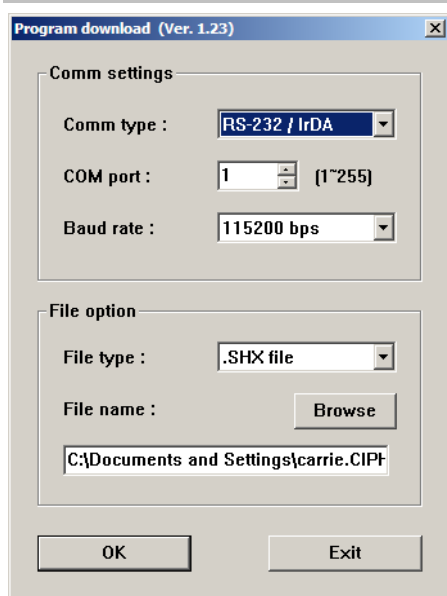 Program download (Ver. 1.23)
Comm settings
Comm type : RS-232 / IrDA
COM port : 1 (1~255)
Baud rate : 115200 bps
File option
File type : .SHX file
File name : Browse
C:\Documents and Settings\carrie.CIPH
OK Exit